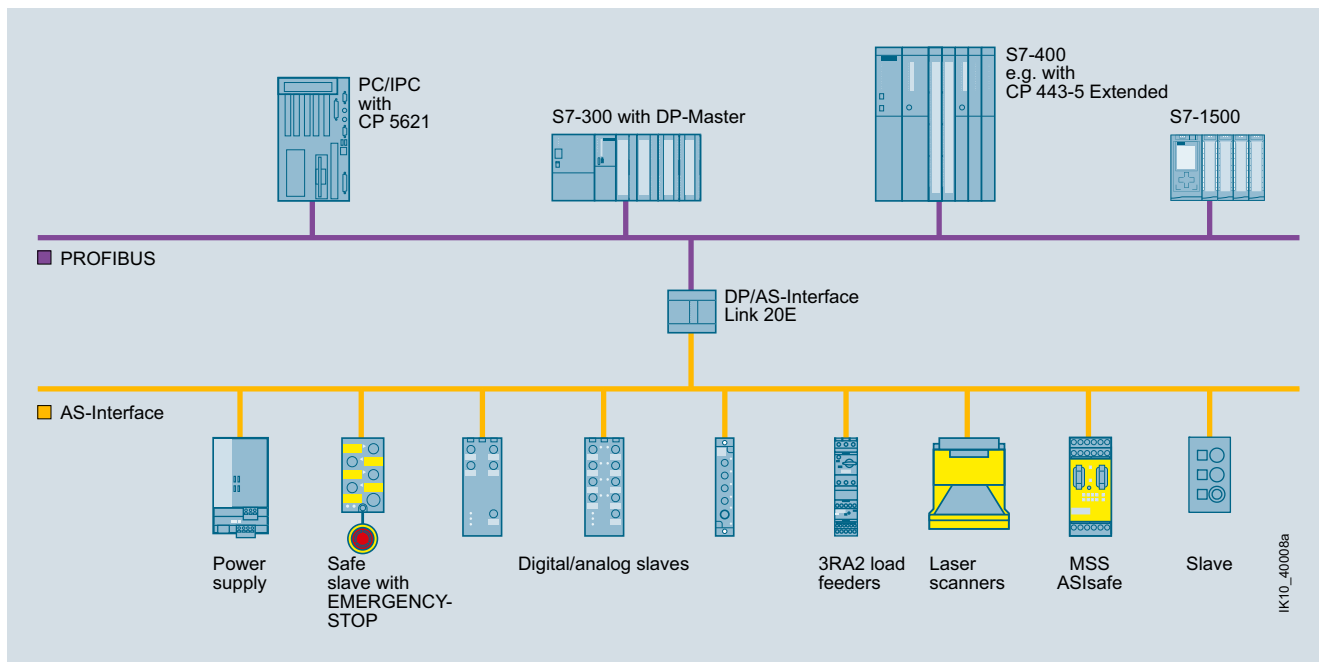 PC/IPC
with
CP 5621
S7-300 with DP-Master
S7-400
e.g. with
CP 443-5 Extended
S7-1500
PROFIBUS
DP/AS-Interface
Link 20E
AS-Interface
Power
supply
Safe
slave with
EMERGENCY-
STOP
Digital/analog slaves
3RA2 load
feeders
Laser
scanners
MSS
ASIsafe
Slave
IK10_40008a